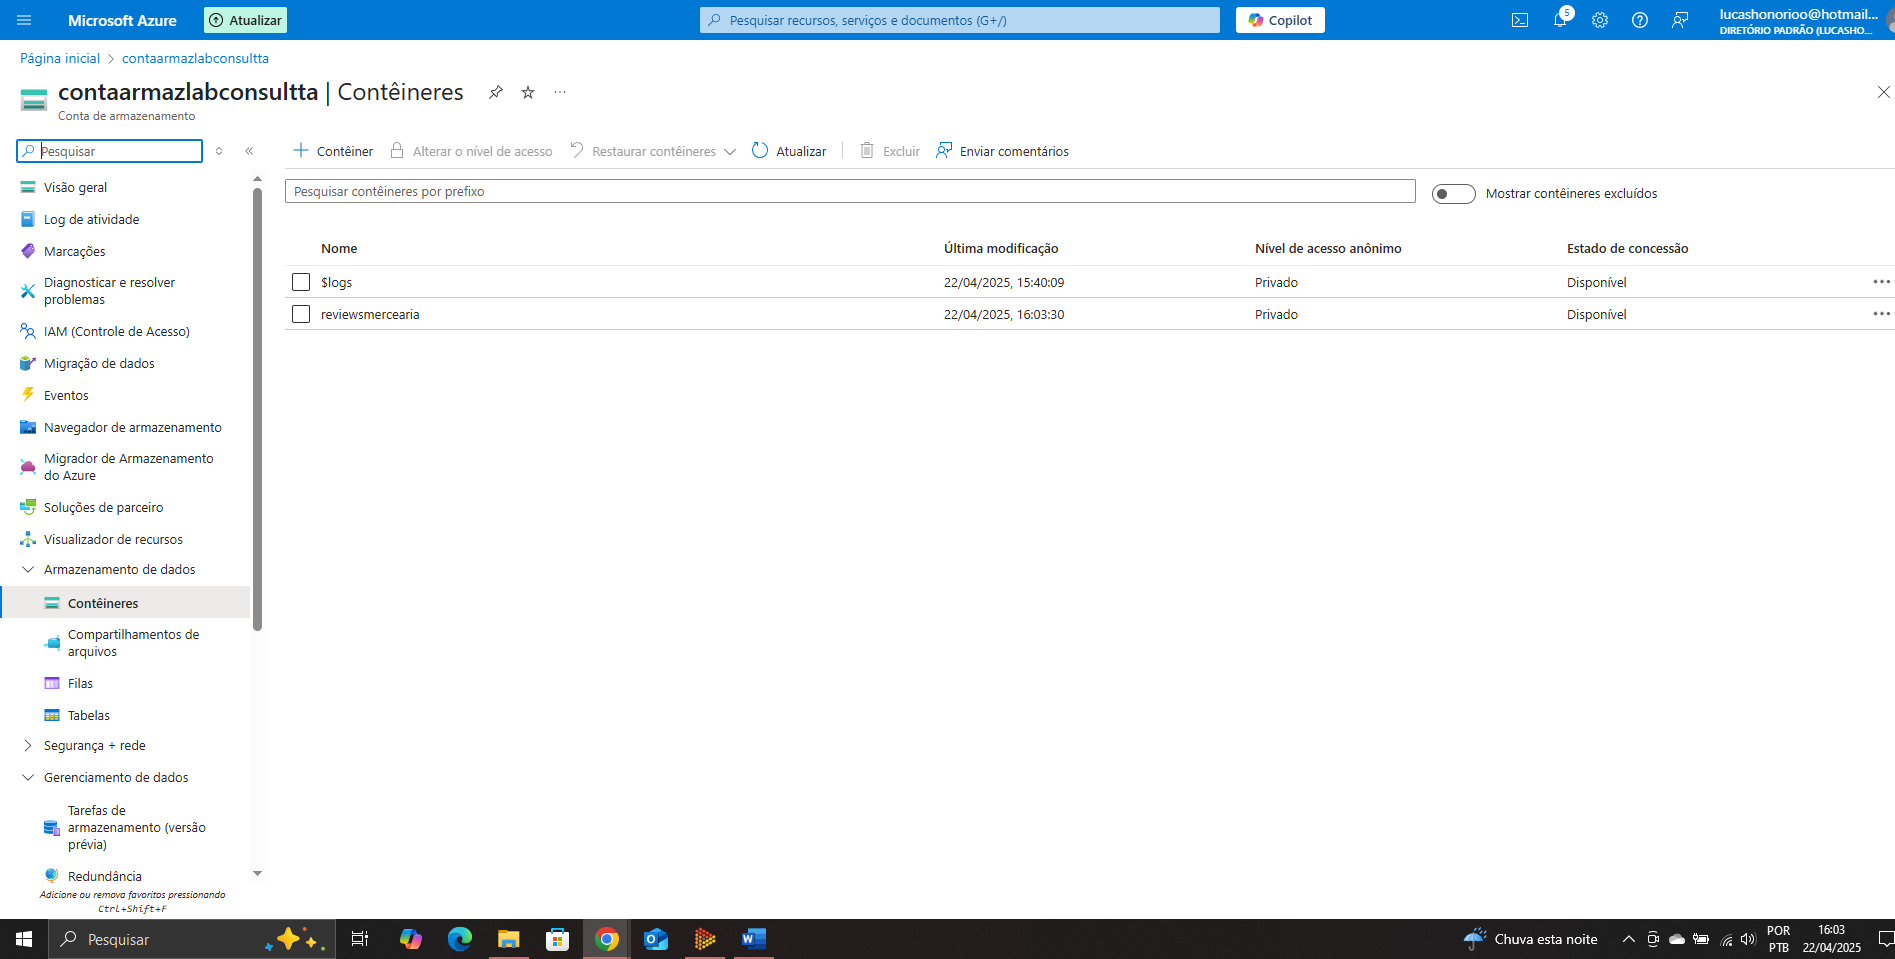 Microsoft Azure
Atualizar
Pesquisar recursos, serviços e documentos (G+/)
Copilot
5
lucashonorioo@hotmail...
DIRETÓRIO PADRÃO (LUCASHO...
Página inicial > contaarmazlabconsultta
contaarmazlabconsultta | Contêineres
Conta de armazenamento
Pesquisar
Contêiner
Alterar o nível de acesso
Restaurar contêineres
Atualizar
Excluir
Enviar comentários
Pesquisar contêineres por prefixo
Mostrar contêineres excluídos
Nome Última modificação Nível de acesso anônimo Estado de concessão
$logs 22/04/2025, 15:40:09 Privado Disponível
reviewsmercearia 22/04/2025, 16:03:30 Privado Disponível
Visão geral
Log de atividade
Marcações
Diagnosticar e resolver
problemas
IAM (Controle de Acesso)
Migração de dados
Eventos
Navegador de armazenamento
Migrador de Armazenamento
do Azure
Soluções de parceiro
Visualizador de recursos
Armazenamento de dados
Contêineres
Compartilhamentos de
arquivos
Filas
Tabelas
Segurança + rede
Gerenciamento de dados
Tarefas de
armazenamento (versão
prévia)
Redundância
Adicione ou remova favoritos pressionando
Ctrl+Shift+F
Pesquisar
Chuva esta noite
POR
PTB
16:03
22/04/2025